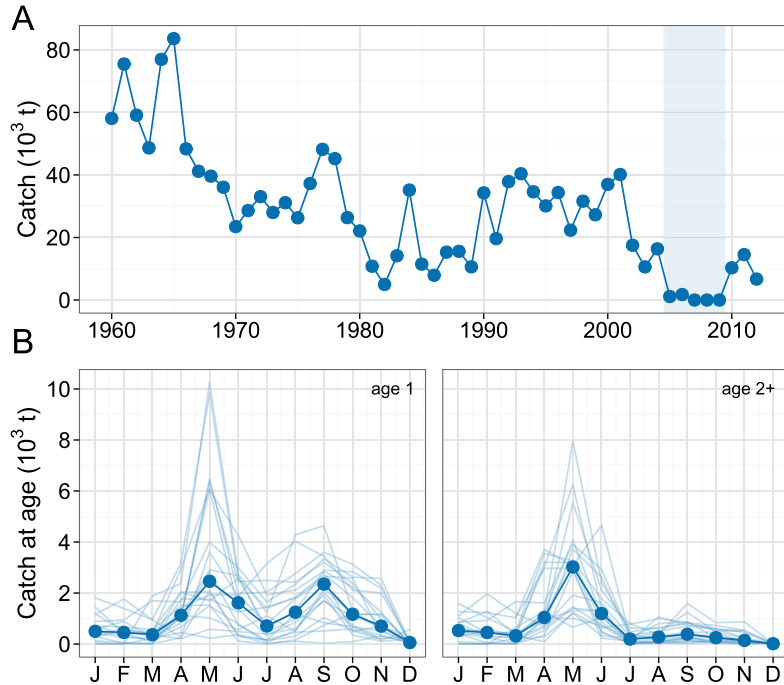 A
Catch (10³ t)
80
60
40
20
0
1960 1970 1980 1990 2000 2010
B
Catch at age (10³ t)
10
8
6
4
2
0
age 1
age 2+
J F M A M J J A S O N D
J F M A M J J A S O N D